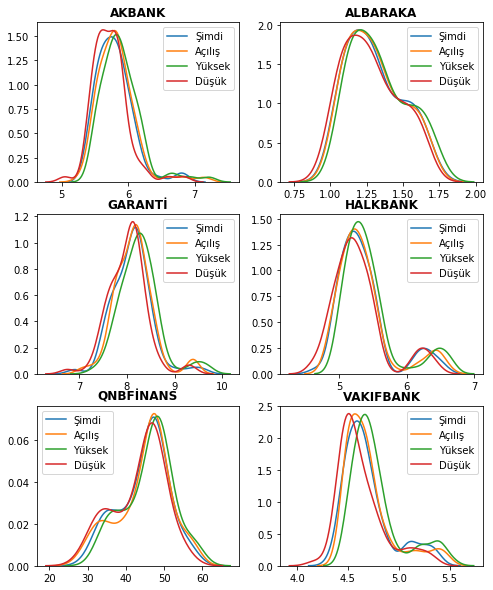 AKBANK
1.50
1.25
1.00
0.75
0.50
0.25
0.00
5
6
7
Şimdi
Açılış
Yüksek
Düşük
ALBARAKA
2.0
1.5
1.0
0.5
0.0
0.75
1.00
1.25
1.50
1.75
2.00
Şimdi
Açılış
Yüksek
Düşük
GARANTİ
1.2
1.0
0.8
0.6
0.4
0.2
0.0
7
8
9
10
Şimdi
Açılış
Yüksek
Düşük
HALKBANK
1.50
1.25
1.00
0.75
0.50
0.25
0.00
5
6
7
Şimdi
Açılış
Yüksek
Düşük
QNBFİNANS
0.06
0.04
0.02
0.00
20
30
40
50
60
Şimdi
Açılış
Yüksek
Düşük
VAKIFBANK
2.5
2.0
1.5
1.0
0.5
0.0
4.0
4.5
5.0
5.5
Şimdi
Açılış
Yüksek
Düşük